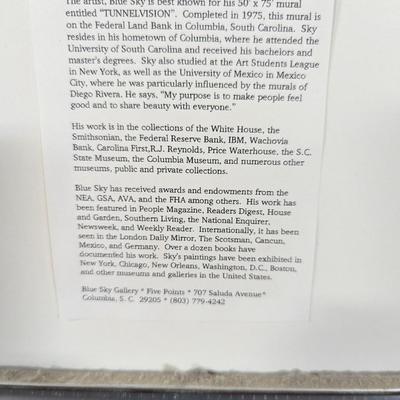 The artist, Blue Sky is best known for his 50' x 75' mural
entitled "TUNNELVISION". Completed in 1975, this mural is
on the Federal Land Bank in Columbia, South Carolina. Sky
resides in his hometown of Columbia, where he attended the
University of South Carolina and received his bachelors and
master's degrees. Sky also studied at the Art Students League
in New York, as well as the University of Mexico in Mexico
City, where he was particularly influenced by the murals of
Diego Rivera. He says, "My purpose is to make people feel
good and to share beauty with everyone."
His work is in the collections of the White House, the
Smithsonian, the Federal Reserve Bank, IBM, Wachovia
Bank, Carolina First,R.J. Reynolds, Price Waterhouse, the S.C.
State Museum, the Columbia Museum, and numerous other
museums, public and private collections.
Blue Sky has received awards and endowments from the
NEA, GSA, AVA, and the FHA among others. His work has
been featured in People Magazine, Readers Digest, House
and Garden, Southern Living, the National Enquirer,
Newsweek, and Weekly Reader. Internationally, it has been
seen in the London Daily Mirror, The Scotsman, Cancun,
Mexico, and Germany. Over a dozen books have
documented his work. Sky's paintings have been exhibited in
New York, Chicago, New Orleans, Washington, D.C., Boston,
and other museums and galleries in the United States.
Blue Sky Gallery * Five Points * 707 Saluda Avenue*
Columbia, S. C. 29205 * (803) 779-4242